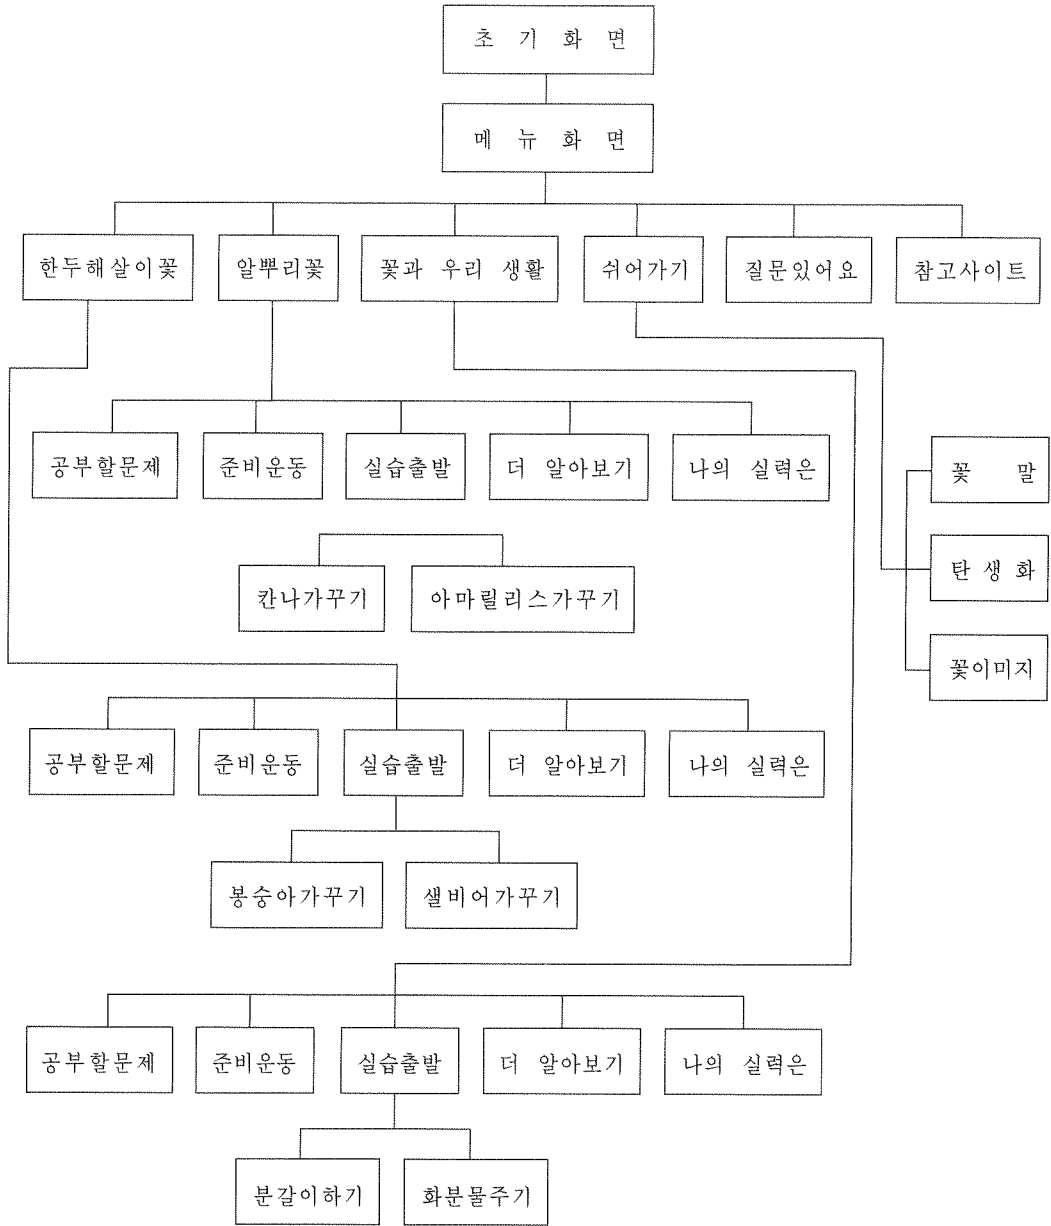 초 기 화 면
메 뉴 화 면
한두해살이꽃 알뿌리꽃 꽃과 우리 생활 쉬어가기 질문있어요 참고사이트
공부할문제 준비운동 실습출발 더 알아보기 나의 실력은
꽃 말
탄 생 화
꽃이미지
칸나가꾸기 아마릴리스가꾸기
공부할문제 준비운동 실습출발 더 알아보기 나의 실력은
봉숭아가꾸기 샐비어가꾸기
공부할문제 준비운동 실습출발 더 알아보기 나의 실력은
분갈이하기 화분물주기